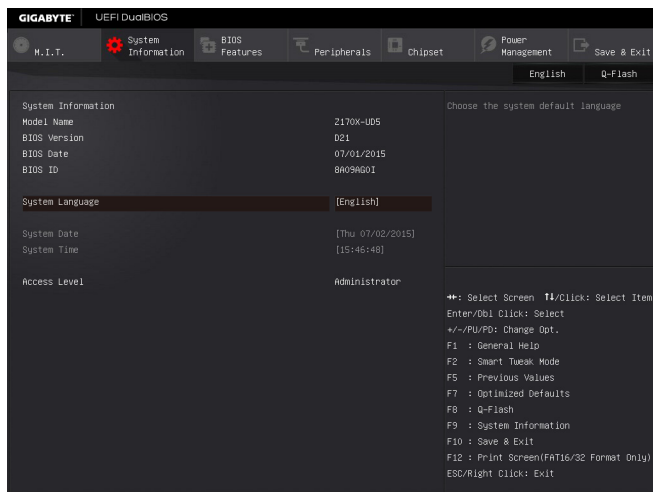 GIGABYTE™ UEFI DualBIOS
M.I.T. System Information BIOS Features Peripherals Chipset Power Management Save & Exit
English Q-Flash
System Information
Model Name Z170X-UD5
BIOS Version D21
BIOS Date 07/01/2015
BIOS ID 8A09AG0I
System Language [English]
System Date [Thu 07/02/2015]
System Time [15:46:48]
Access Level Administrator
Choose the system default language
→←: Select Screen ↑↓/Click: Select Item
Enter/Dbl Click: Select
+/-/PU/PD: Change Opt.
F1 : General Help
F2 : Smart Tweak Mode
F5 : Previous Values
F7 : Optimized Defaults
F8 : Q-Flash
F9 : System Information
F10 : Save & Exit
F12 : Print Screen(FAT16/32 Format Only)
ESC/Right Click: Exit